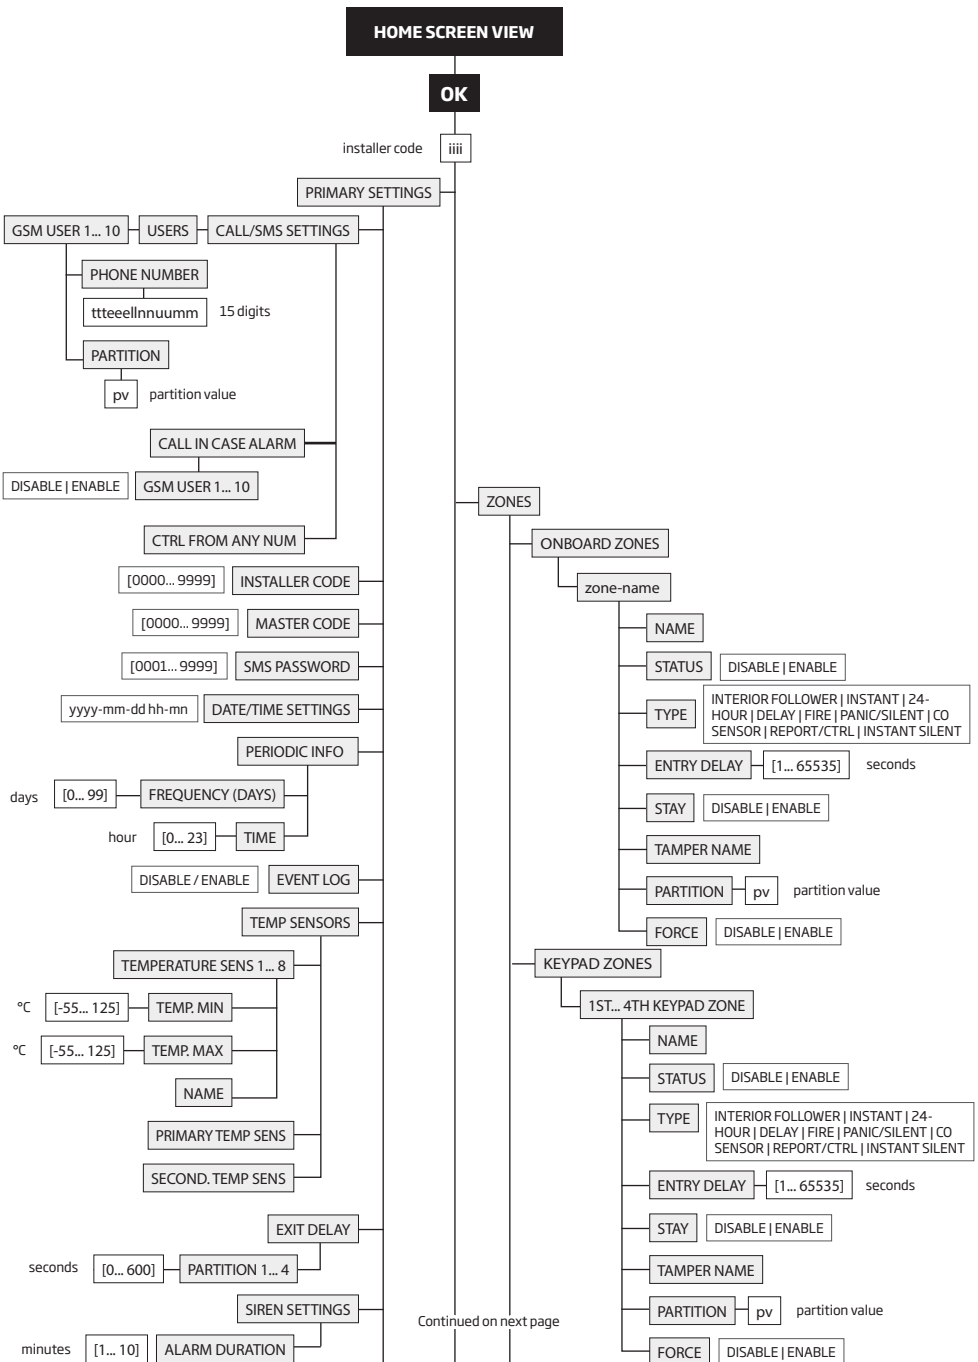 HOME SCREEN VIEW
OK
installer code
iiii
PRIMARY SETTINGS
GSM USER 1... 10
USERS
CALL/SMS SETTINGS
PHONE NUMBER
ttteeellnnuumm
15 digits
PARTITION
pv
partition value
CALL IN CASE ALARM
DISABLE | ENABLE
GSM USER 1... 10
CTRL FROM ANY NUM
[0000... 9999]
INSTALLER CODE
[0000... 9999]
MASTER CODE
[0001... 9999]
SMS PASSWORD
yyyy-mm-dd hh-mn
DATE/TIME SETTINGS
PERIODIC INFO
days
[0... 99]
FREQUENCY (DAYS)
hour
[0... 23]
TIME
DISABLE / ENABLE
EVENT LOG
TEMP SENSORS
TEMPERATURE SENS 1... 8
°C
[-55... 125]
TEMP. MIN
°C
[-55... 125]
TEMP. MAX
NAME
PRIMARY TEMP SENS
SECOND. TEMP SENS
EXIT DELAY
seconds
[0... 600]
PARTITION 1... 4
SIREN SETTINGS
minutes
[1... 10]
ALARM DURATION
ZONES
ONBOARD ZONES
zone-name
NAME
STATUS
DISABLE | ENABLE
TYPE
INTERIOR FOLLOWER | INSTANT | 24-
HOUR | DELAY | FIRE | PANIC/SILENT | CO
SENSOR | REPORT/CTRL | INSTANT SILENT
ENTRY DELAY
[1... 65535]
seconds
STAY
DISABLE | ENABLE
TAMPER NAME
PARTITION
pv
partition value
FORCE
DISABLE | ENABLE
KEYPAD ZONES
1ST... 4TH KEYPAD ZONE
NAME
STATUS
DISABLE | ENABLE
TYPE
INTERIOR FOLLOWER | INSTANT | 24-
HOUR | DELAY | FIRE | PANIC/SILENT | CO
SENSOR | REPORT/CTRL | INSTANT SILENT
ENTRY DELAY
[1... 65535]
seconds
STAY
DISABLE | ENABLE
TAMPER NAME
PARTITION
pv
partition value
FORCE
DISABLE | ENABLE
Continued on next page